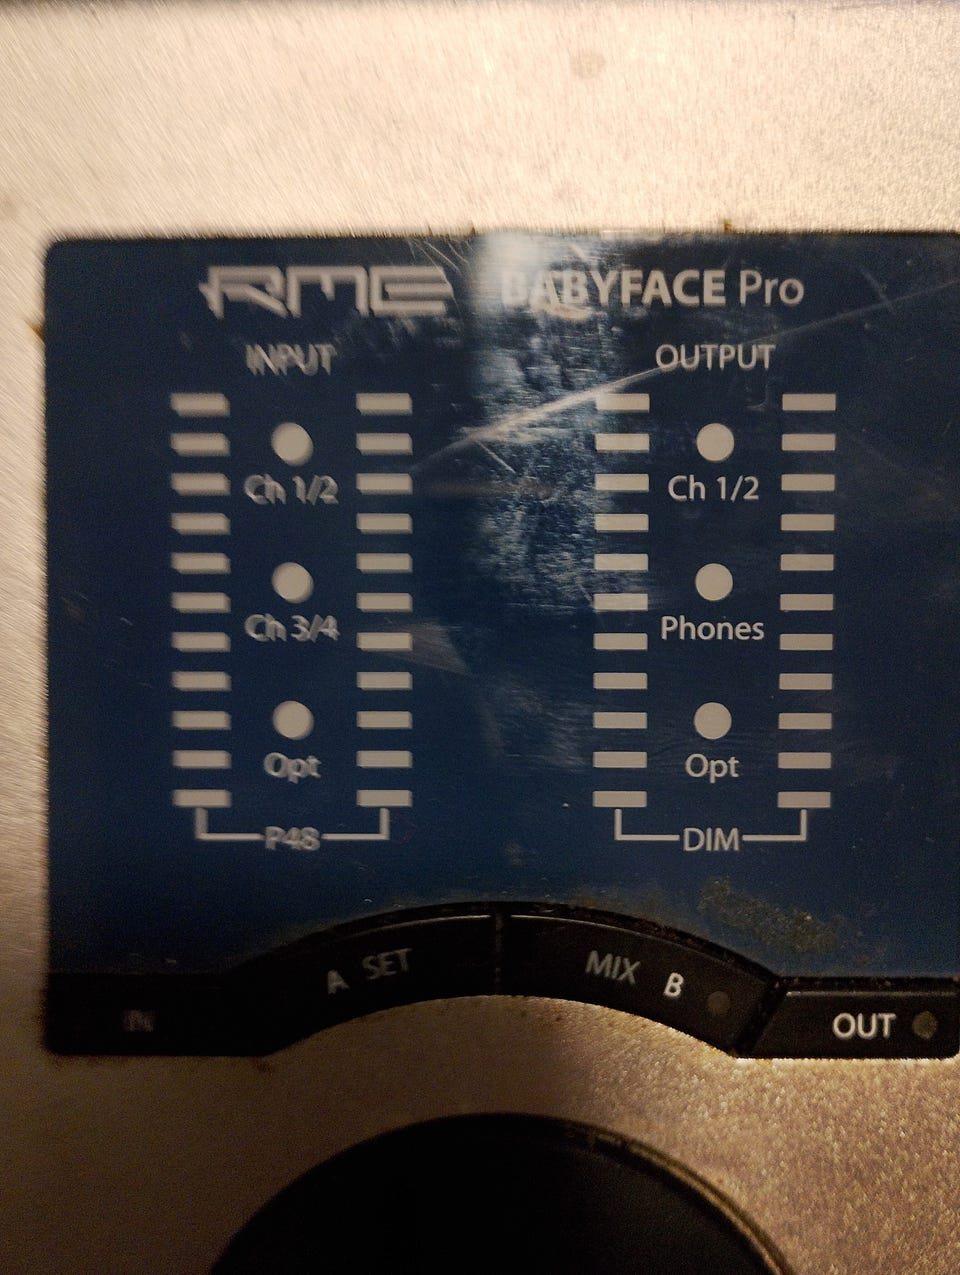 RME BABYFACE Pro
INPUT OUTPUT
Ch 1/2 Ch 1/2
Ch 3/4 Phones
Opt Opt
P48 DIM
A SET MIX B
IN OUT